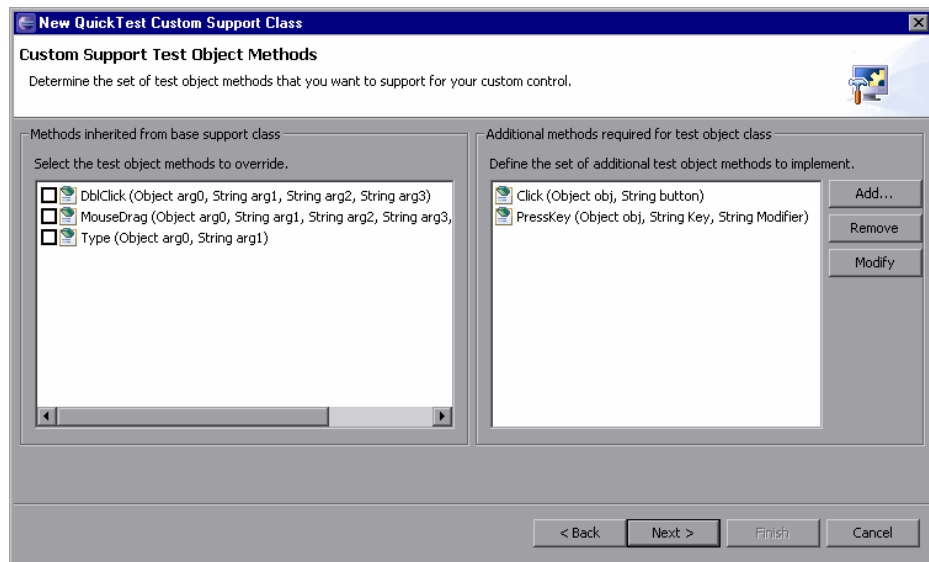 New QuickTest Custom Support Class
Custom Support Test Object Methods
Determine the set of test object methods that you want to support for your custom control.
Methods inherited from base support class
Select the test object methods to override.
DblClick (Object arg0, String arg1, String arg2, String arg3)
MouseDrag (Object arg0, String arg1, String arg2, String arg3,
Type (Object arg0, String arg1)
Additional methods required for test object class
Define the set of additional test object methods to implement.
Click (Object obj, String button)
PressKey (Object obj, String Key, String Modifier)
Add...
Remove
Modify
< Back
Next >
Finish
Cancel